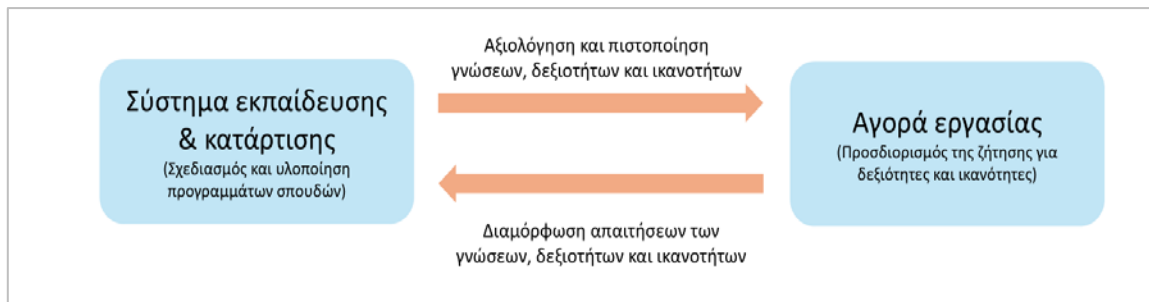 Αξιολόγηση και πιστοποίηση
γνώσεων, δεξιοτήτων και ικανοτήτων
Σύστημα εκπαίδευσης
& κατάρτισης
(Σχεδιασμός και υλοποίηση
προγραμμάτων σπουδών)
Αγορά εργασίας
(Προσδιορισμός της ζήτησης για
δεξιότητες και ικανότητες)
Διαμόρφωση απαιτήσεων των
γνώσεων, δεξιοτήτων και ικανοτήτων